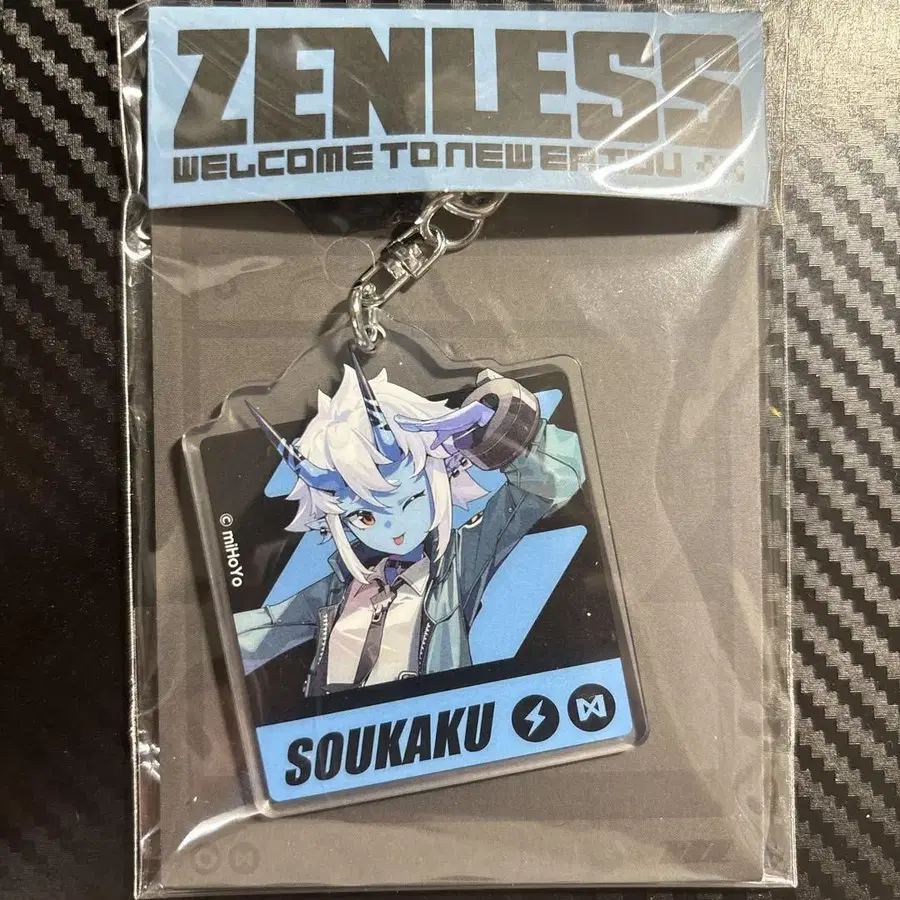 ZENLESS
WELCOME TO NEW ERIDU
© miHoYo
SOUKAKU